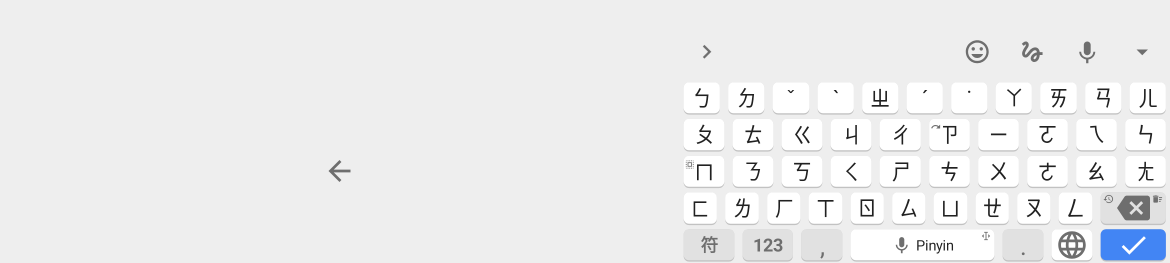 ㄅ ㄉ ˇ ˋ ㄓ ˊ ˙ ㄚ ㄞ ㄢ ㄦ
ㄆ ㄊ ㄍ ㄐ ㄔ ㄗ ㄧ ㄛ ㄟ ㄣ
ㄇ ㄋ ㄎ ㄑ ㄕ ㄘ ㄨ ㄜ ㄠ ㄤ
ㄈ ㄌ ㄏ ㄒ ㄖ ㄙ ㄩ ㄝ ㄡ ㄥ
符 123 , Pinyin .